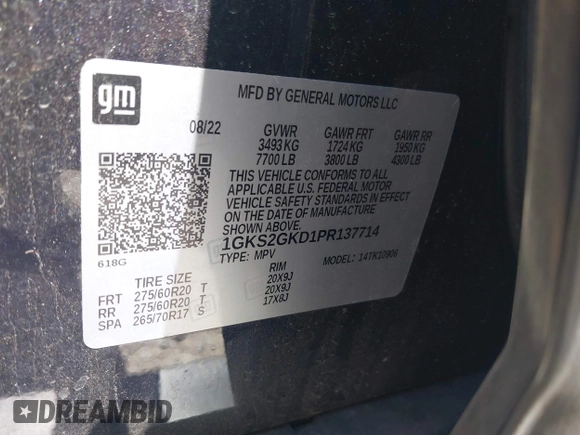 gm
MFD BY GENERAL MOTORS LLC
08/22 GVWR GAWR FRT GAWR RR
3493 KG 1724 KG 1950 KG
7700 LB 3800 LB 4300 LB
THIS VEHICLE CONFORMS TO ALL
APPLICABLE U.S. FEDERAL MOTOR
VEHICLE SAFETY STANDARDS IN EFFECT
ON THE DATE OF MANUFACTURE
SHOWN ABOVE.
1GKS2GKD1PR137714
618G TYPE: MPV MODEL: 14TK10906
TIRE SIZE RIM
FRT 275/60R20 T 20X9J
RR 275/60R20 T 20X9J
SPA 265/70R17 S 17X8J
DREAMBID